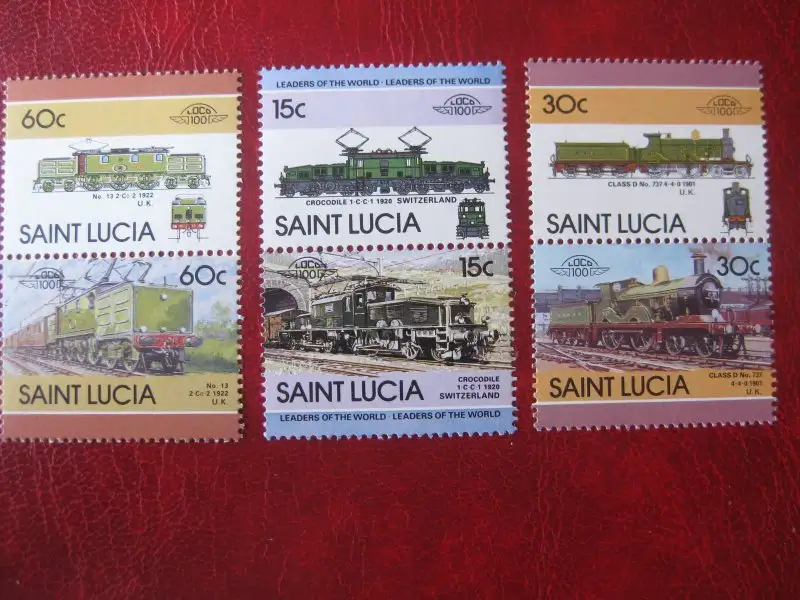 60c
LOCO
100
No. 13 2-Co-2 1922
U.K.
SAINT LUCIA
LOCO
100
60c
No. 13
2-Co-2 1922
U.K.
SAINT LUCIA
LEADERS OF THE WORLD · LEADERS OF THE WORLD
15c
LOCO
100
CROCODILE 1-C-C-1 1920 SWITZERLAND
SAINT LUCIA
LOCO
100
15c
SAINT LUCIA
CROCODILE
1-C-C-1 1920
SWITZERLAND
LEADERS OF THE WORLD · LEADERS OF THE WORLD
30c
LOCO
100
CLASS D No. 737 4-4-0 1901
U.K.
SAINT LUCIA
LOCO
100
30c
SAINT LUCIA
CLASS D No. 737
4-4-0 1901
U.K.